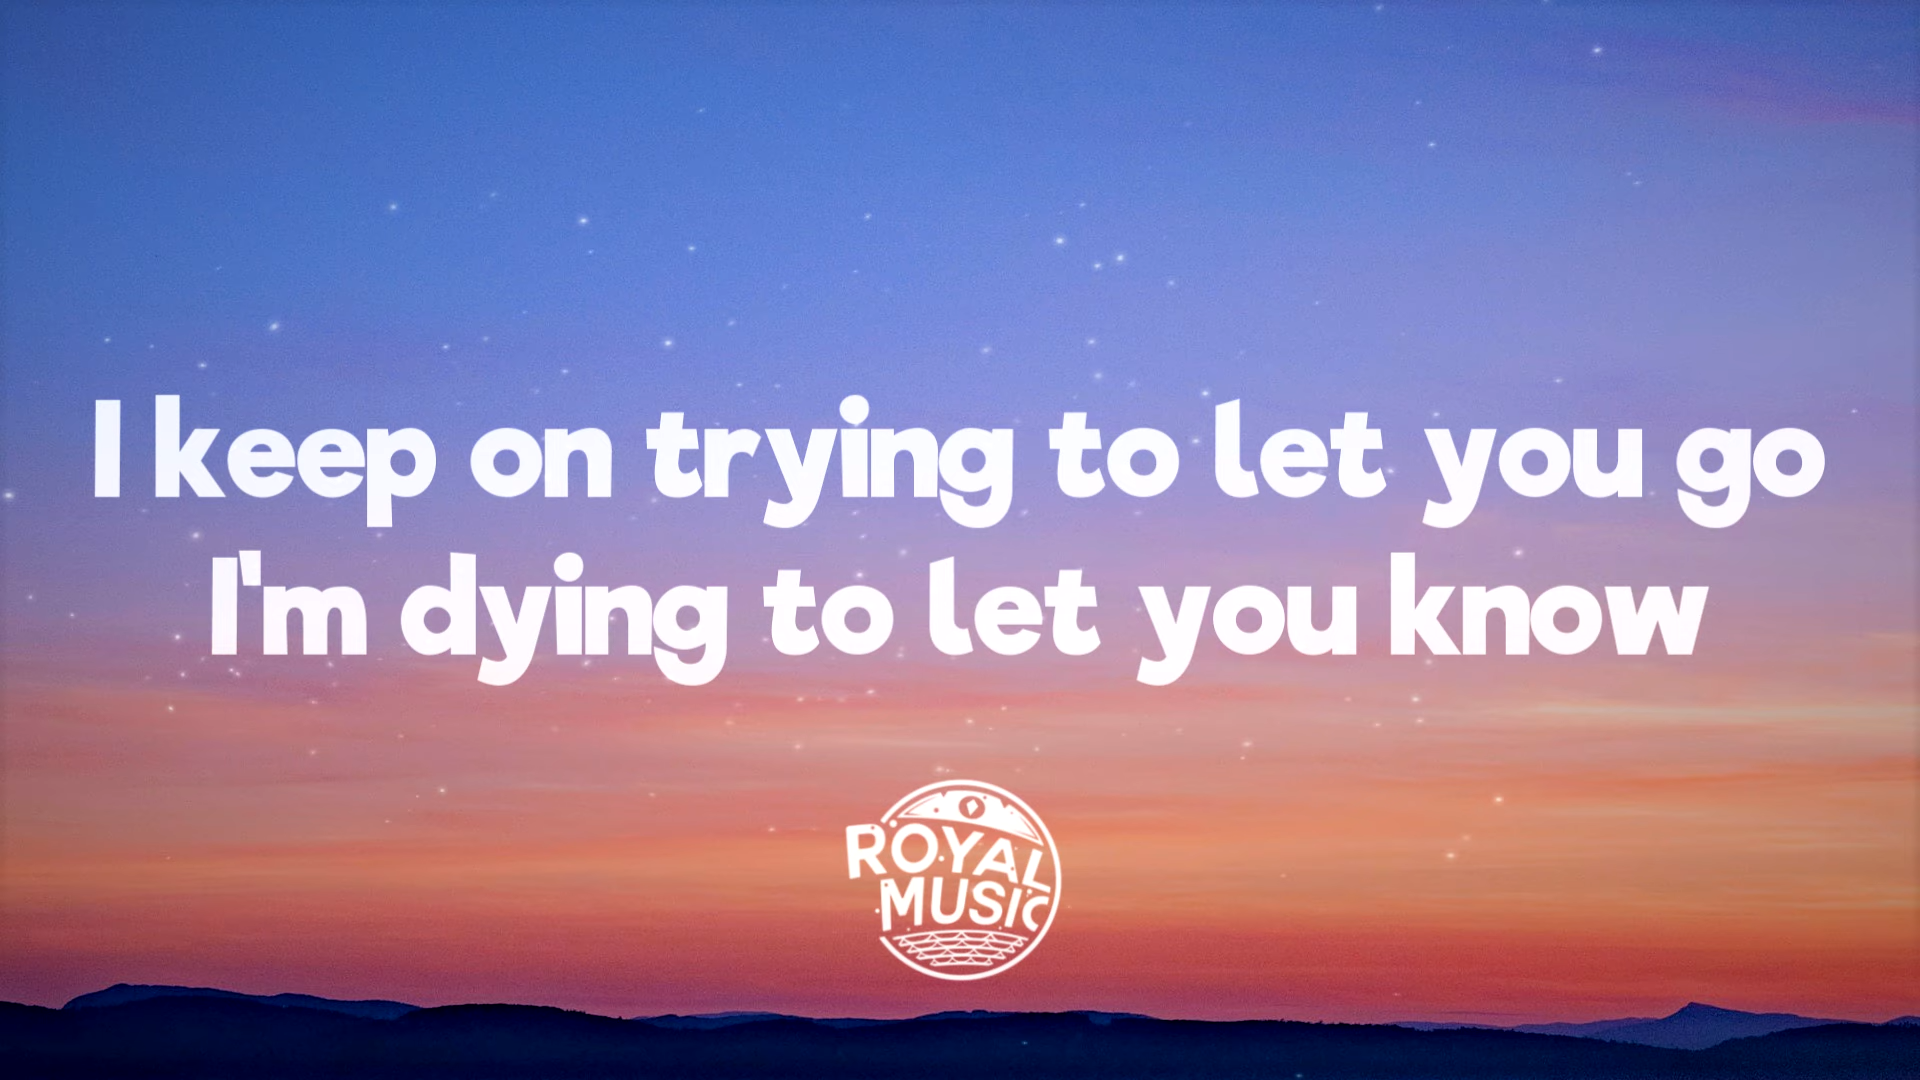 I keep on trying to let you go
I'm dying to let you know
ROYAL
MUSIC